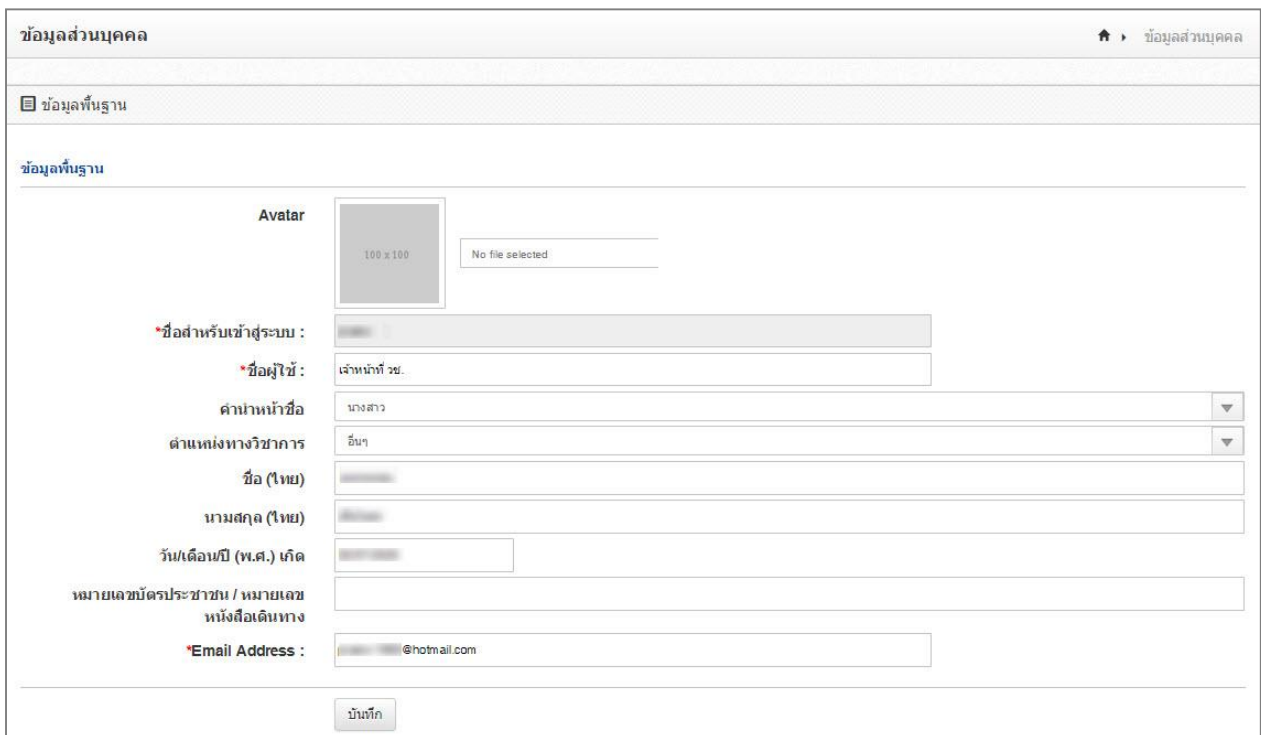 ข้อมูลส่วนบุคคล
ข้อมูลส่วนบุคคล
ข้อมูลพื้นฐาน
ข้อมูลพื้นฐาน
Avatar
100 x 100
No file selected
*ชื่อสำหรับเข้าสู่ระบบ :
*ชื่อผู้ใช้ : เจ้าหน้าที่ วช.
คำนำหน้าชื่อ นางสาว
ตำแหน่งทางวิชาการ อื่นๆ
ชื่อ (ไทย)
นามสกุล (ไทย)
วัน/เดือน/ปี (พ.ศ.) เกิด
หมายเลขบัตรประชาชน / หมายเลข
หนังสือเดินทาง
*Email Address : @hotmail.com
บันทึก